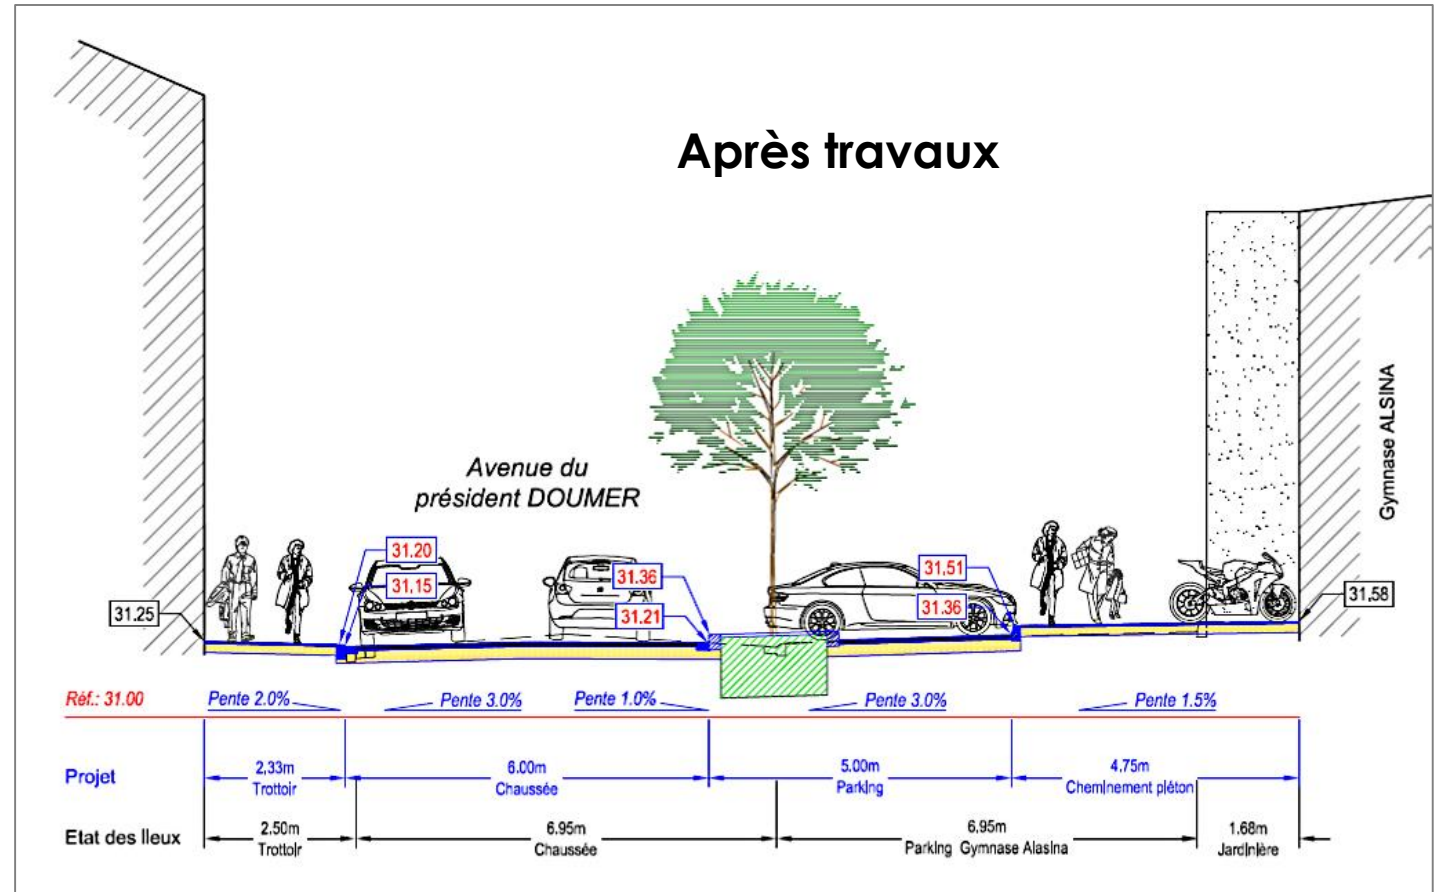 Après travaux
Gymnase ALSINA
Avenue du
président DOUMER
31.20
31.15
31.36
31.21
31.51
31.36
31.25
31.58
Réf.: 31.00
Pente 2.0%
Pente 3.0%
Pente 1.0%
Pente 3.0%
Pente 1.5%
Projet
2,33m
Trottoir
6.00m
Chaussée
5.00m
Parking
4.75m
Cheminement piéton
Etat des lieux
2.50m
Trottoir
6.95m
Chaussée
6.95m
Parking Gymnase Alasina
1.68m
Jardinière